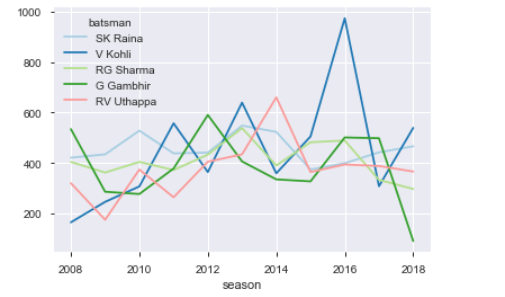 1000
800
600
400
200
batsman
SK Raina
V Kohli
RG Sharma
G Gambhir
RV Uthappa
2008 2010 2012 2014 2016 2018
season